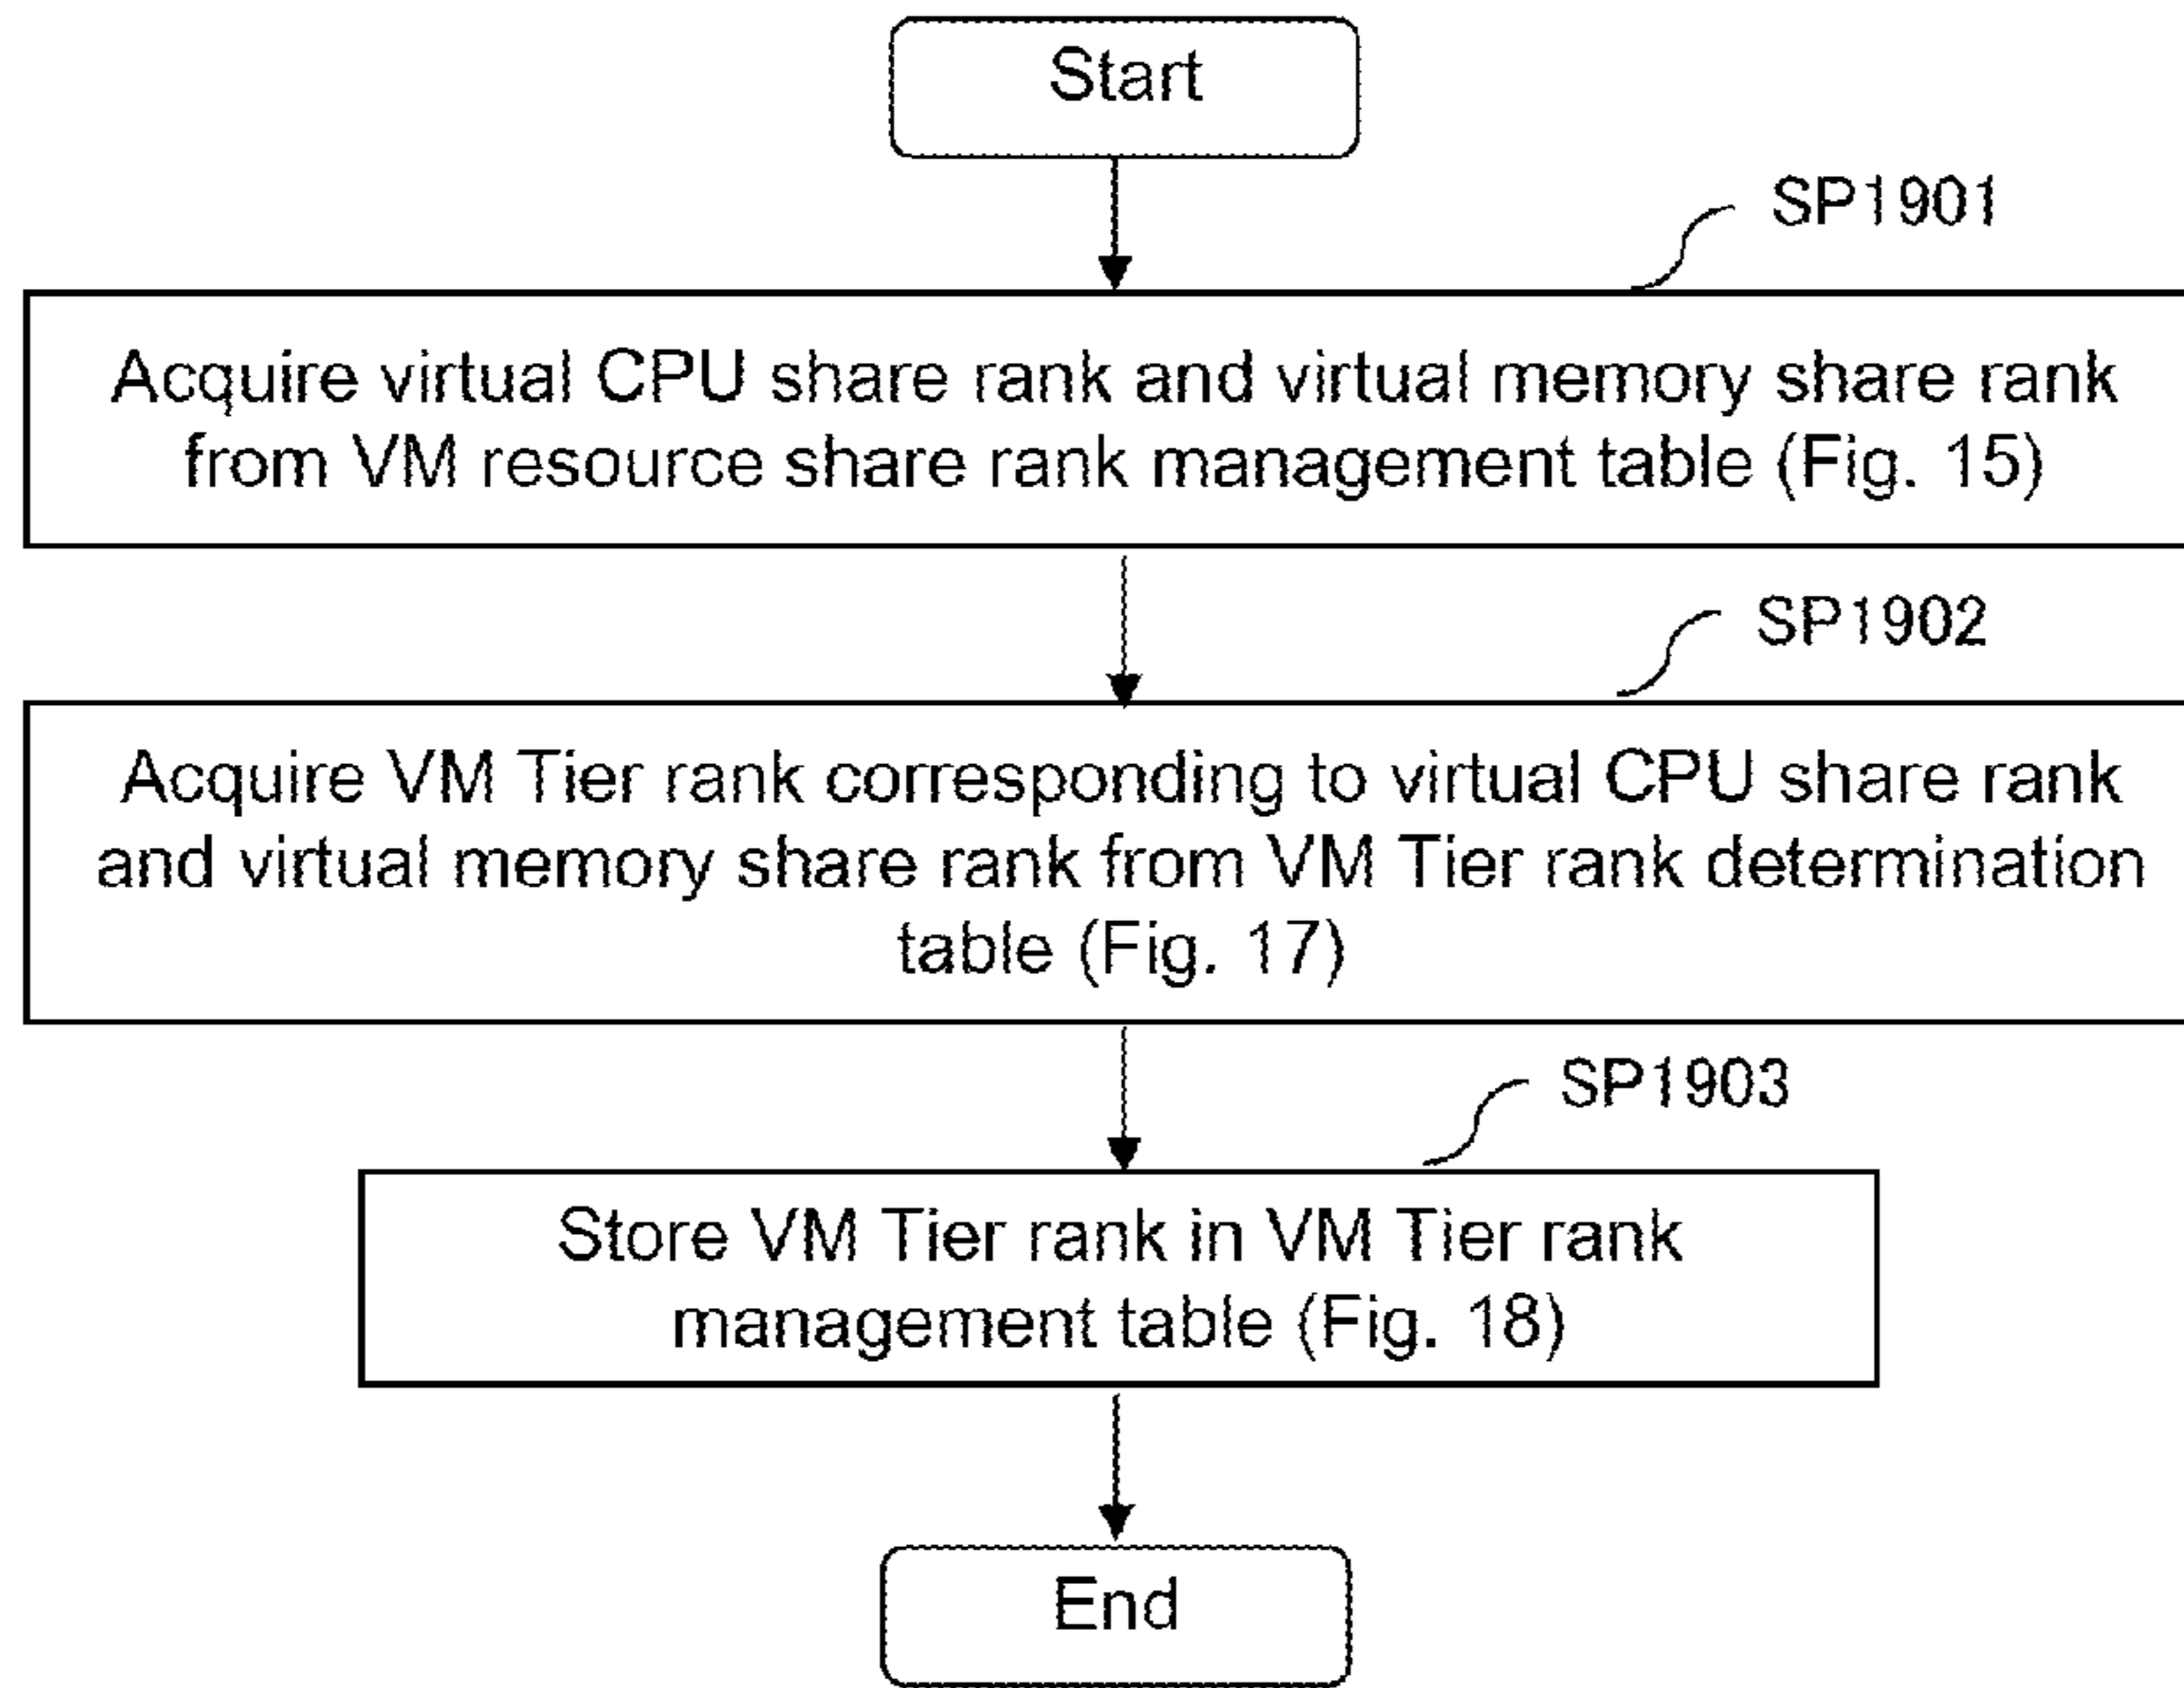 Start
SP1901
Acquire virtual CPU share rank and virtual memory share rank
from VM resource share rank management table (Fig. 15)
SP1902
Acquire VM Tier rank corresponding to virtual CPU share rank
and virtual memory share rank from VM Tier rank determination
table (Fig. 17)
SP1903
Store VM Tier rank in VM Tier rank
management table (Fig. 18)
End